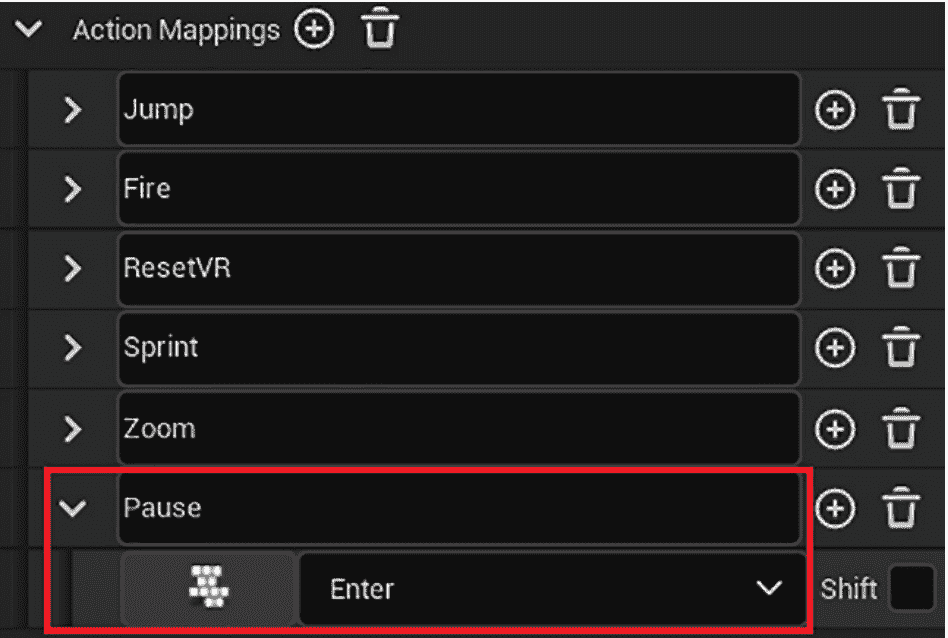 Action Mappings
Jump
Fire
ResetVR
Sprint
Zoom
Pause
Enter Shift